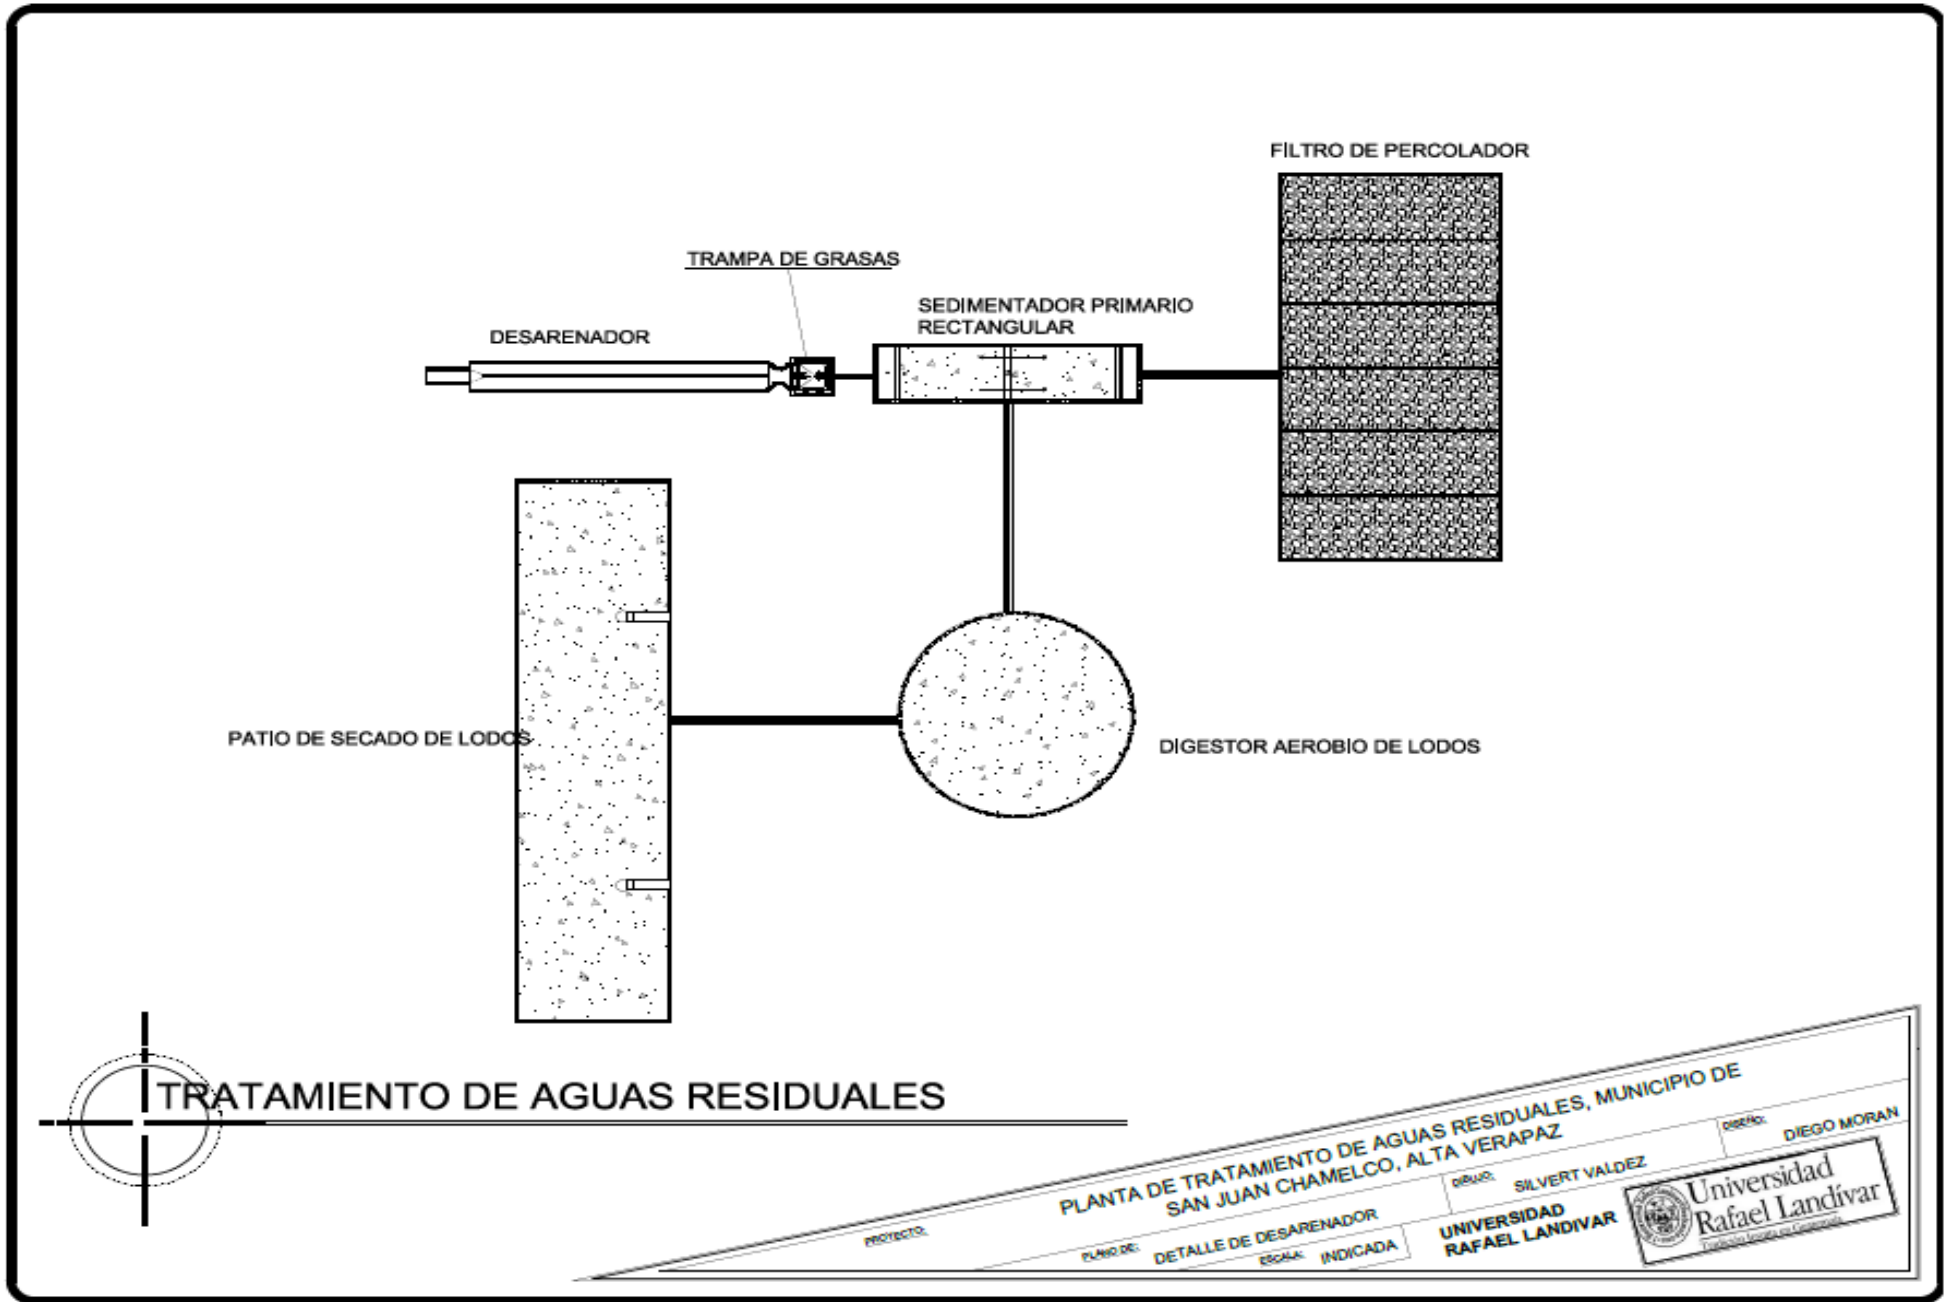 FILTRO DE PERCOLADOR
TRAMPA DE GRASAS
SEDIMENTADOR PRIMARIO
RECTANGULAR
DESARENADOR
PATIO DE SECADO DE LODOS
DIGESTOR AEROBIO DE LODOS
TRATAMIENTO DE AGUAS RESIDUALES
PROYECTO:
PLANTA DE TRATAMIENTO DE AGUAS RESIDUALES, MUNICIPIO DE
SAN JUAN CHAMELCO, ALTA VERAPAZ
PLANO DE:
DETALLE DE DESARENADOR
ESCALA:
INDICADA
DIBUJO:
SILVERT VALDEZ
DISEÑO:
DIEGO MORAN
UNIVERSIDAD
RAFAEL LANDIVAR
Universidad
Rafael Landívar